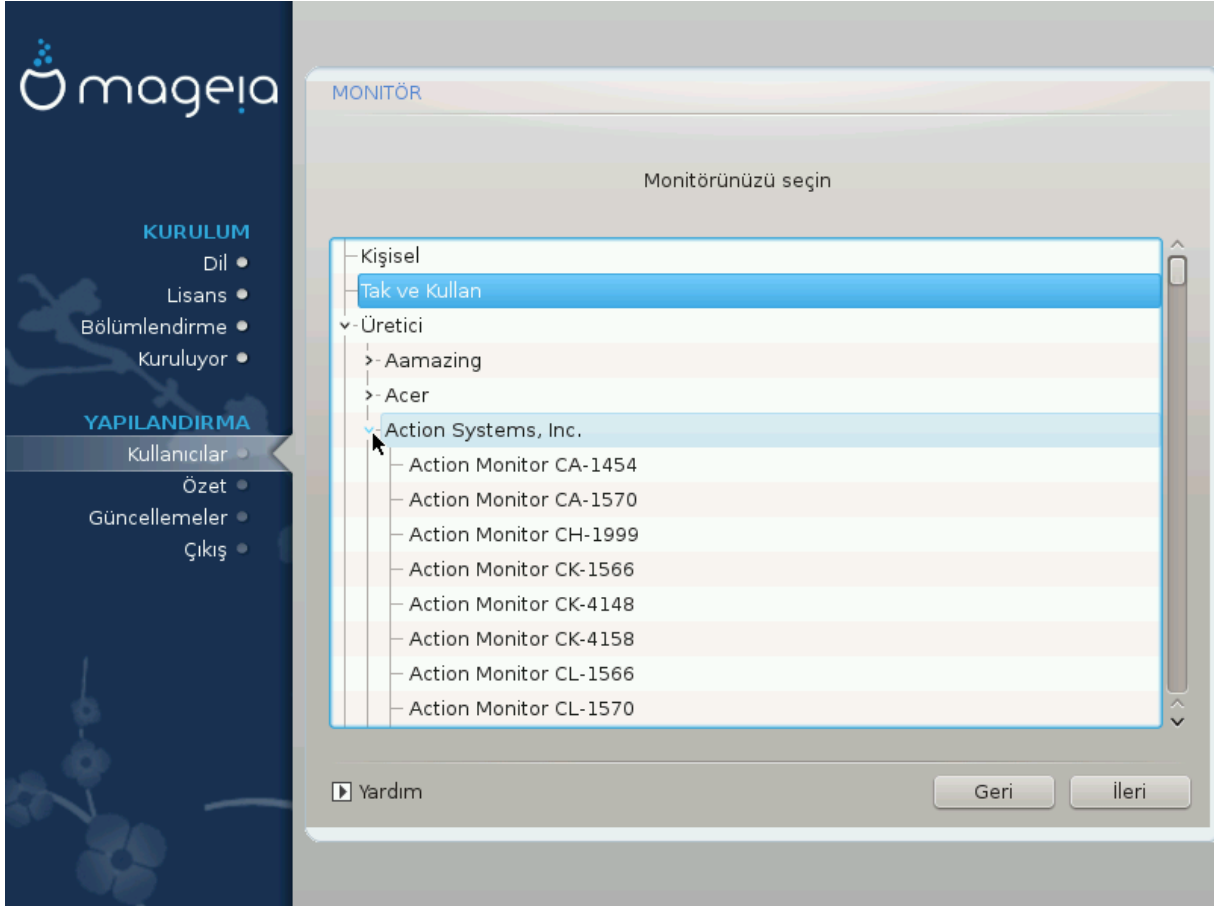 mageia
KURULUM
Dil
Lisans
Bölümlendirme
Kuruluyor
YAPILANDIRMA
Kullanıcılar
Özet
Güncellemeler
Çıkış
MONITÖR
Monitörünüzü seçin
Kişisel
Tak ve Kullan
Üretici
Aamazing
Acer
Action Systems, Inc.
Action Monitor CA-1454
Action Monitor CA-1570
Action Monitor CH-1999
Action Monitor CK-1566
Action Monitor CK-4148
Action Monitor CK-4158
Action Monitor CL-1566
Action Monitor CL-1570
Yardım
Geri
İleri